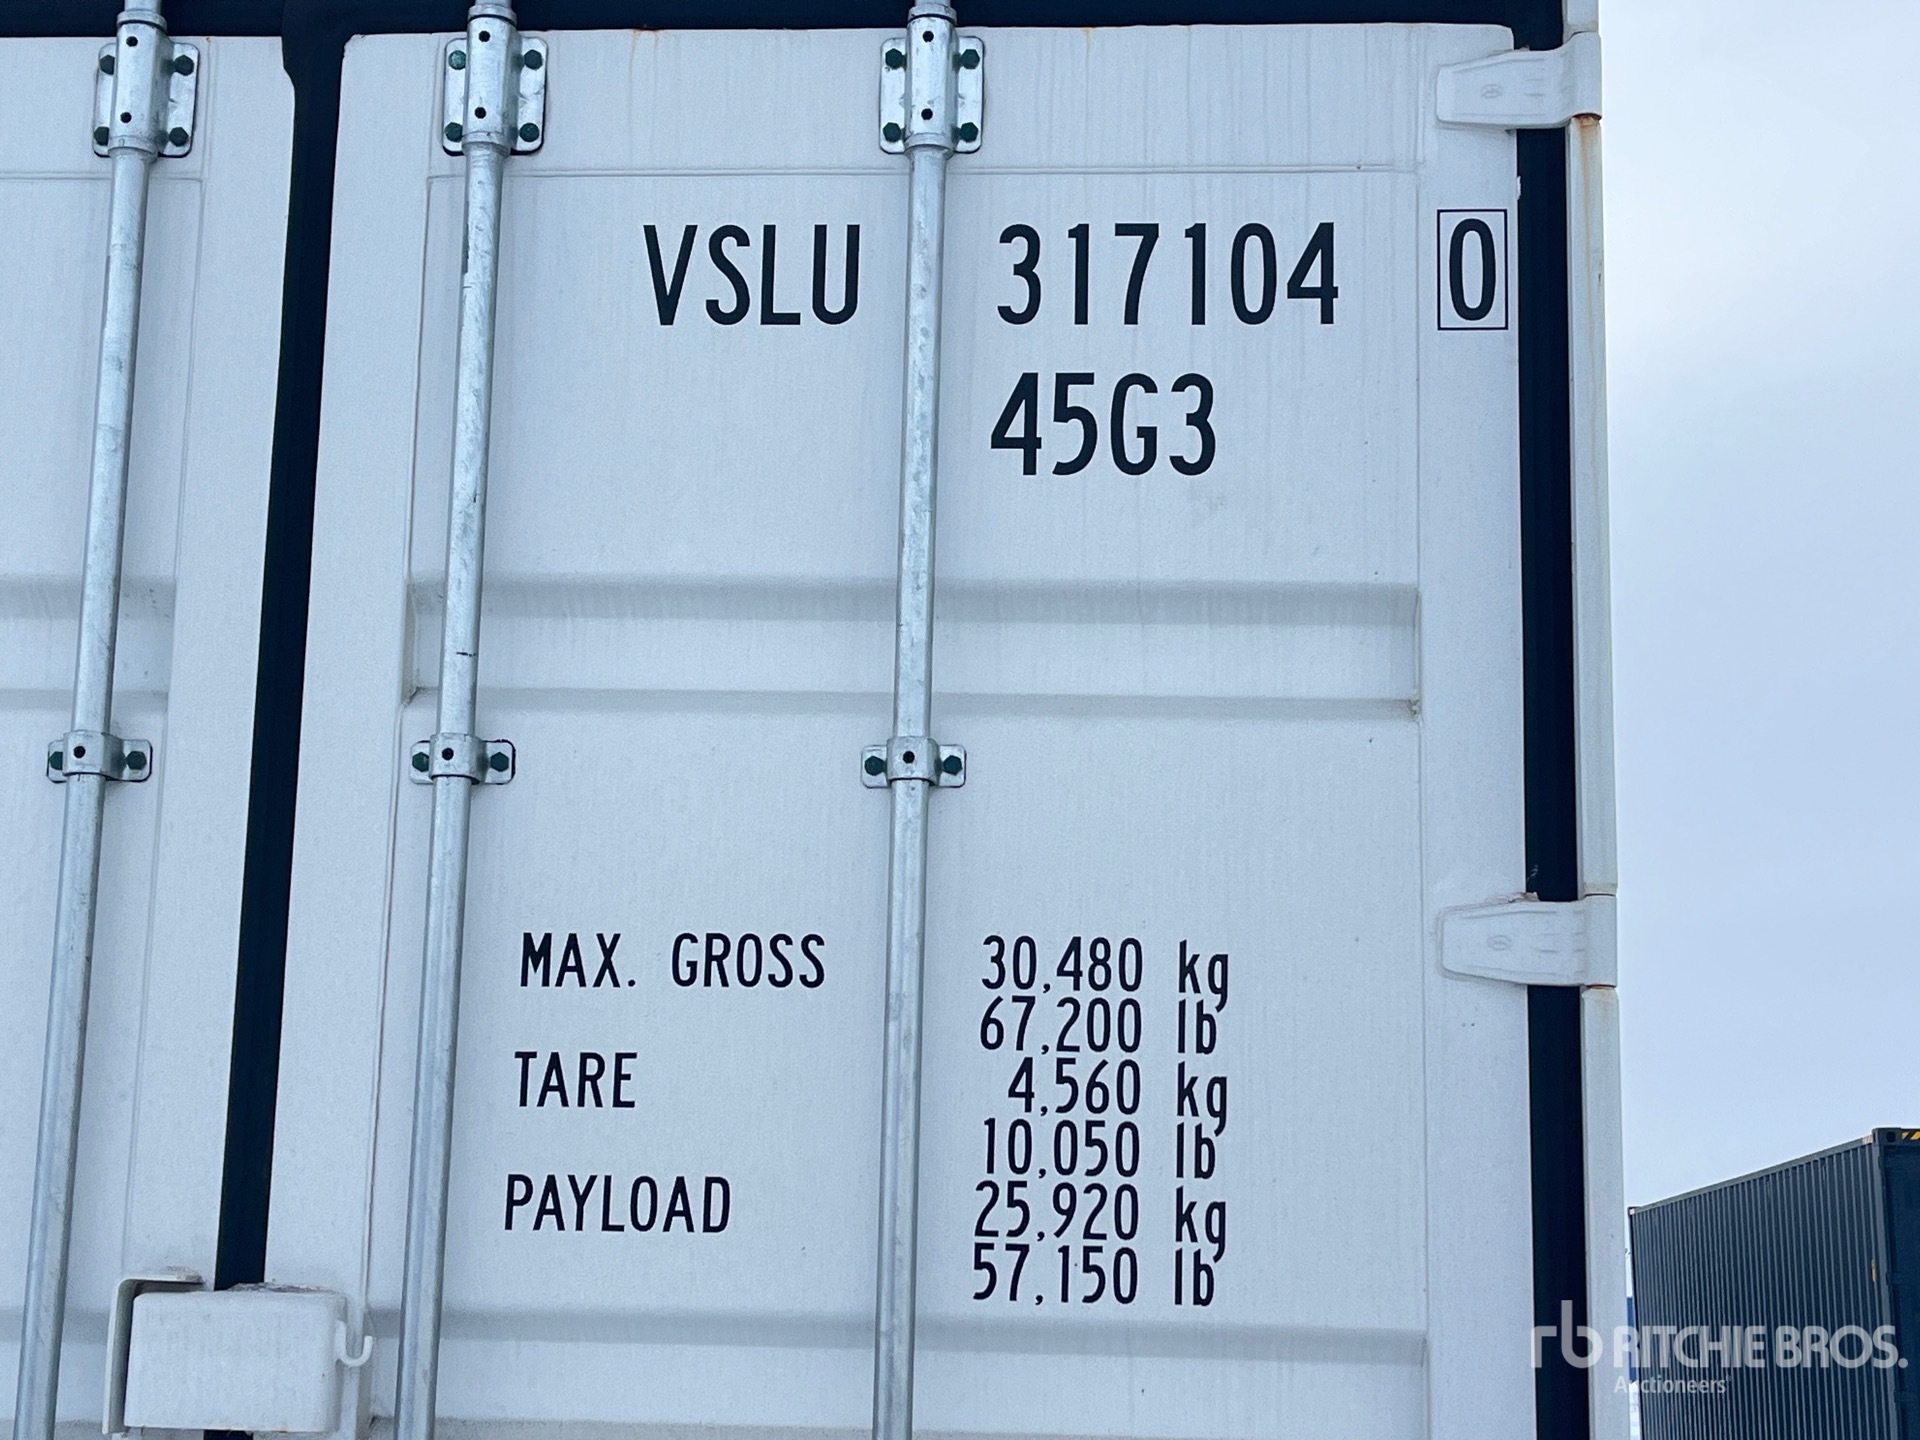 VSLU 317104 0
45G3
MAX. GROSS 30,480 kg
67,200 lb
TARE 4,560 kg
10,050 lb
PAYLOAD 25,920 kg
57,150 lb
rb RITCHIE BROS.
Auctioneers